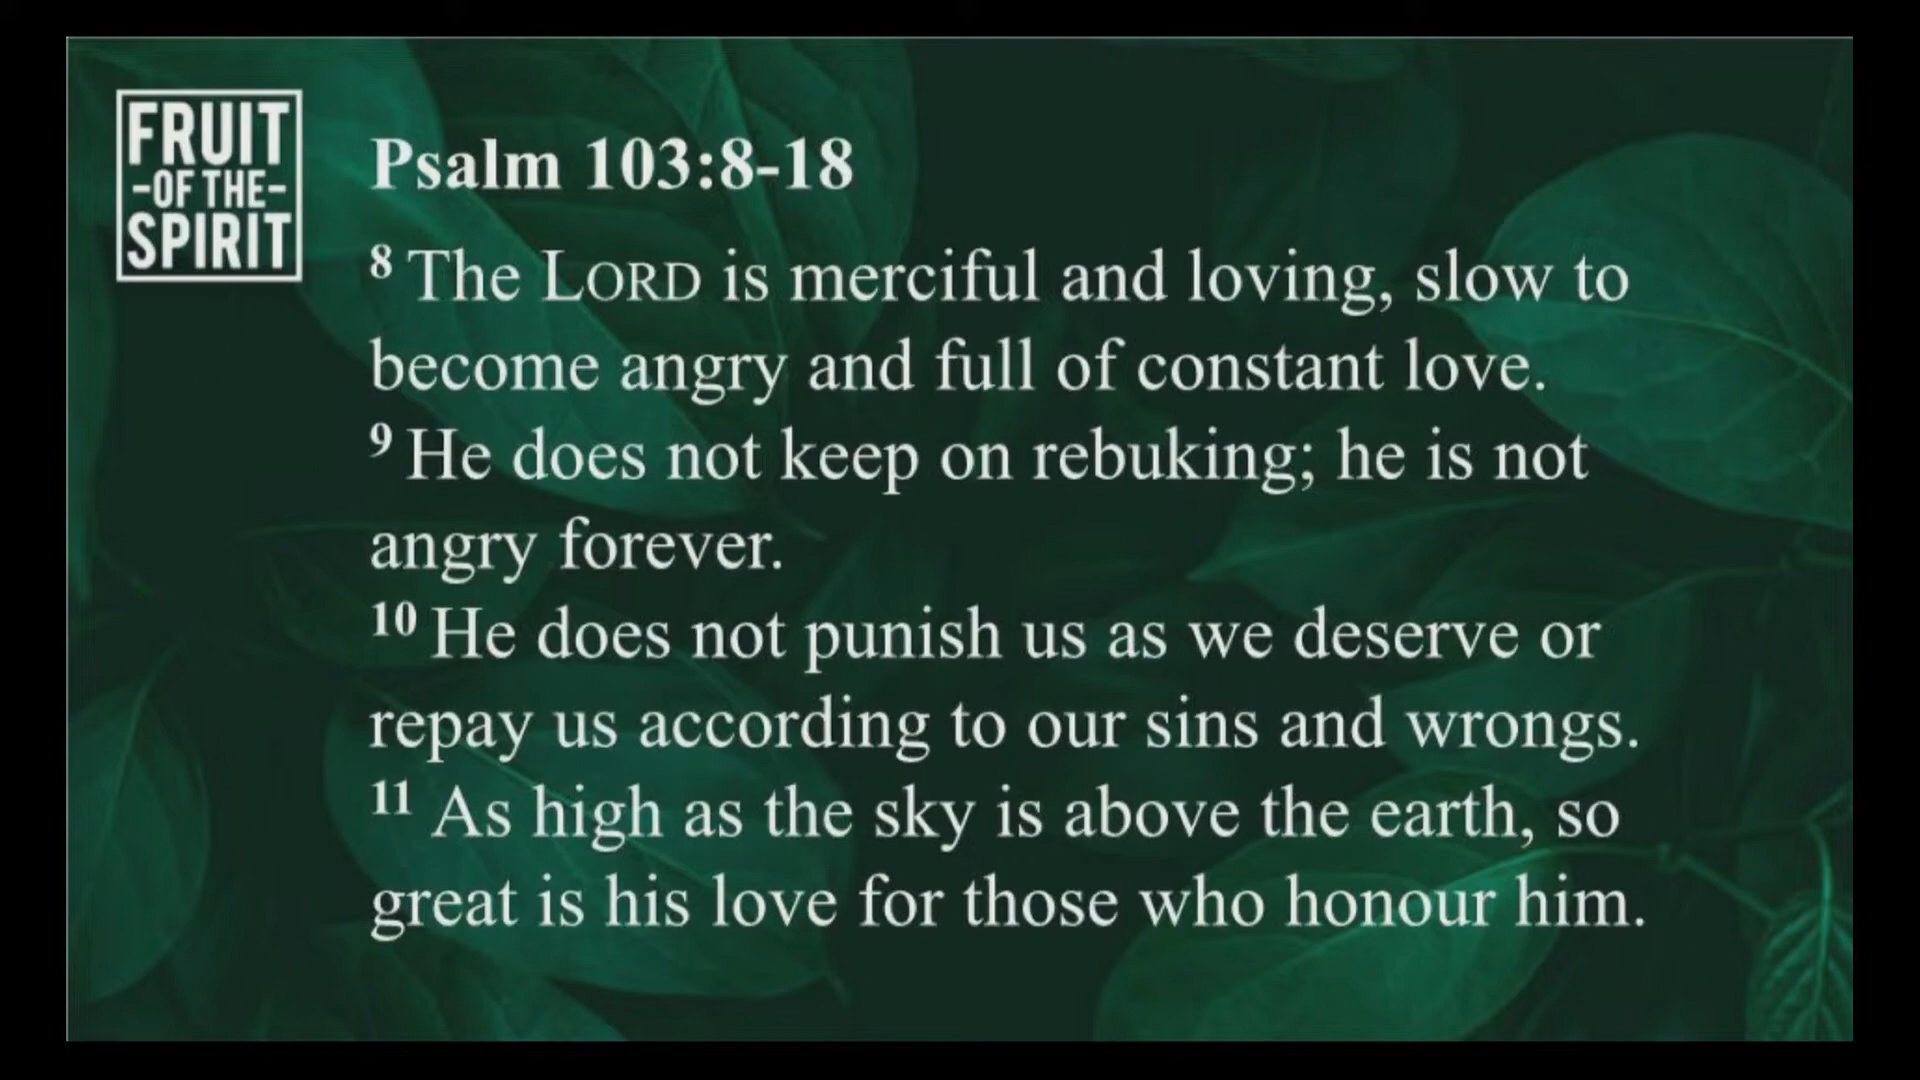 FRUIT
-OF THE-
SPIRIT
Psalm 103:8-18
8 The LORD is merciful and loving, slow to
become angry and full of constant love.
9 He does not keep on rebuking; he is not
angry forever.
10 He does not punish us as we deserve or
repay us according to our sins and wrongs.
11 As high as the sky is above the earth, so
great is his love for those who honour him.